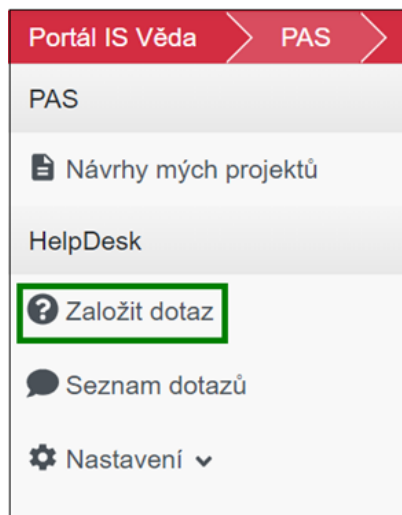 Portál IS Věda PAS
PAS
Návrhy mých projektů
HelpDesk
Založit dotaz
Seznam dotazů
Nastavení